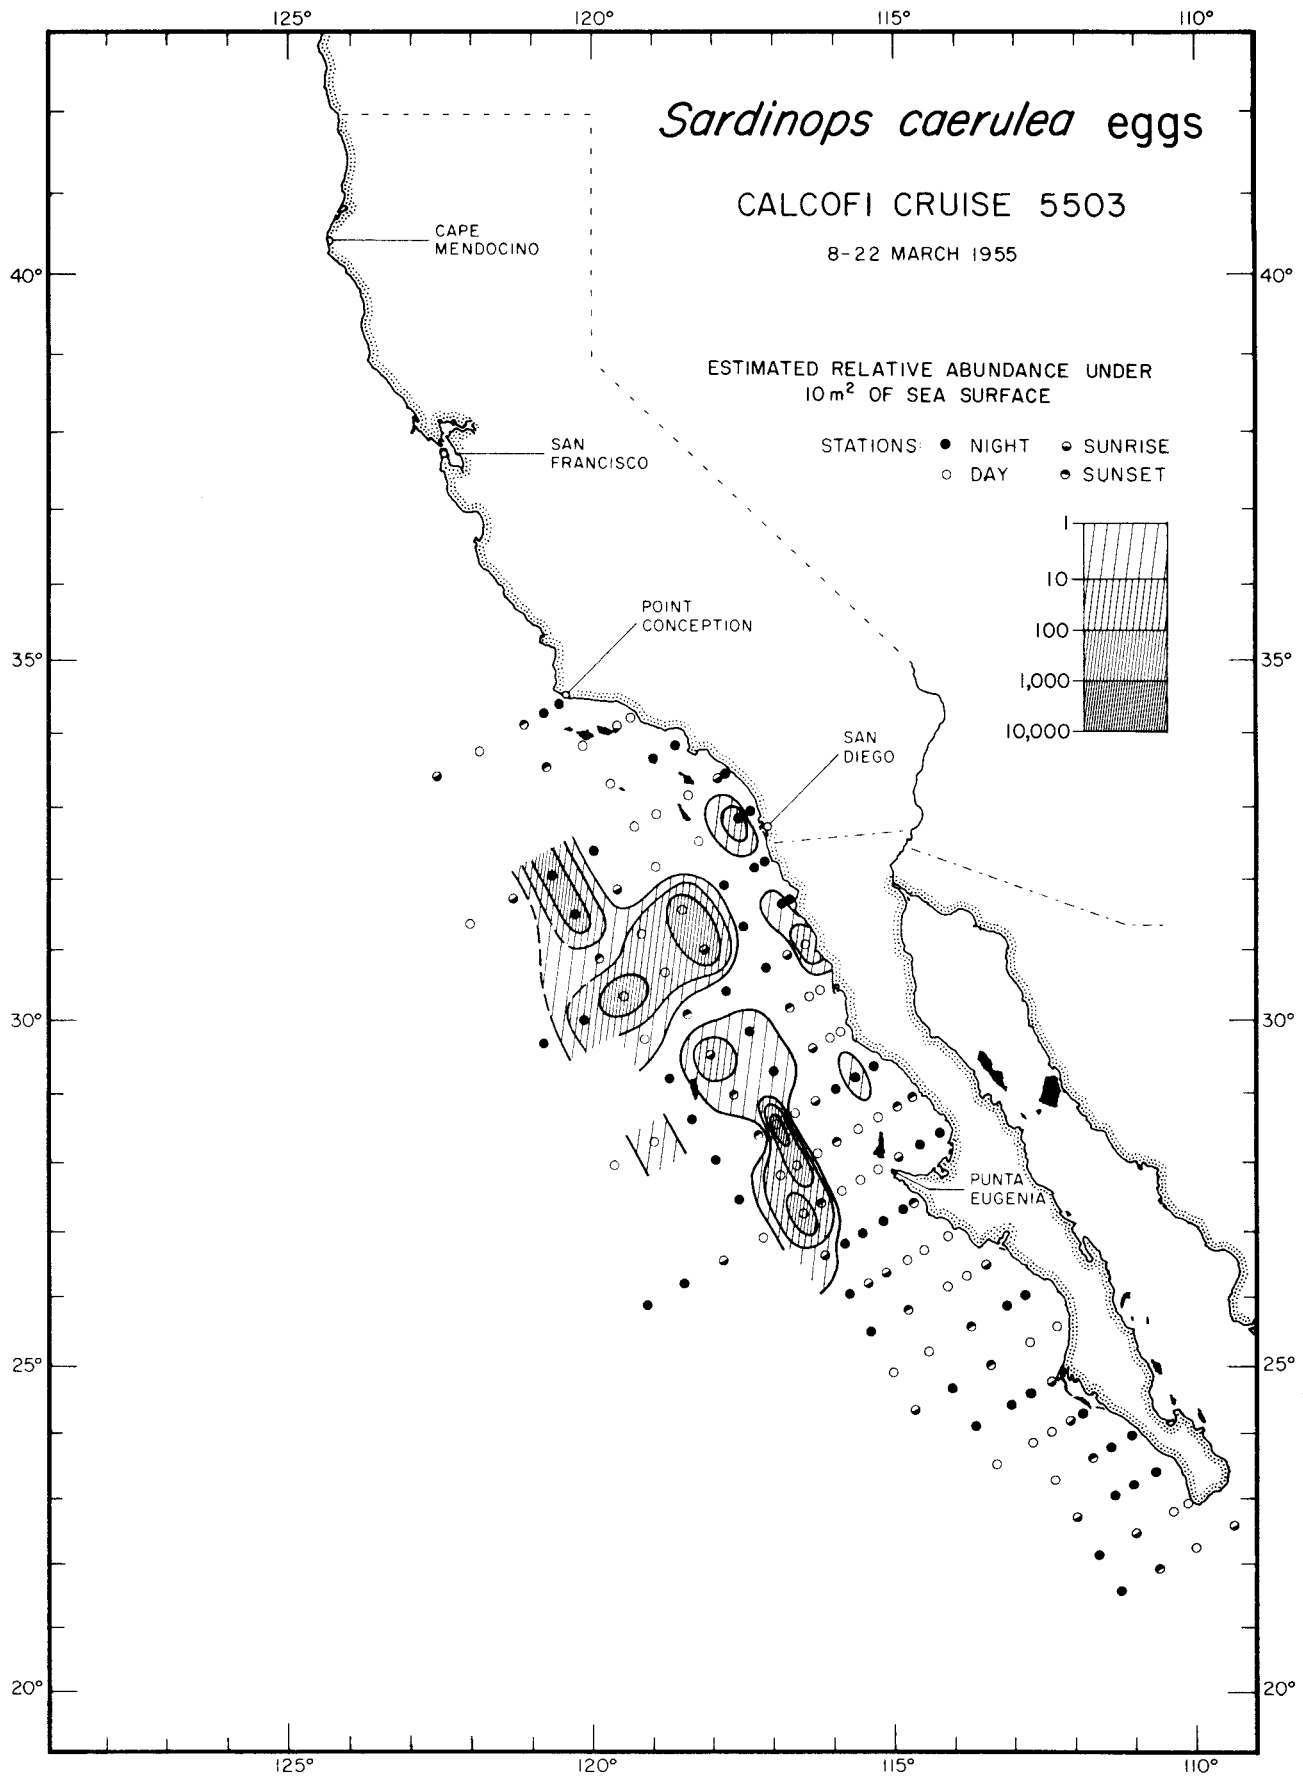 125° 120° 115° 110°
Sardinops caerulea eggs
CALCOFI CRUISE 5503
8-22 MARCH 1955
CAPE
MENDOCINO
40° 40°
ESTIMATED RELATIVE ABUNDANCE UNDER
10 m² OF SEA SURFACE
STATIONS: NIGHT SUNRISE
DAY SUNSET
SAN
FRANCISCO
1
10
100
1,000
10,000
POINT
CONCEPTION
35° 35°
SAN
DIEGO
30° 30°
PUNTA
EUGENIA
25° 25°
20° 20°
125° 120° 115° 110°